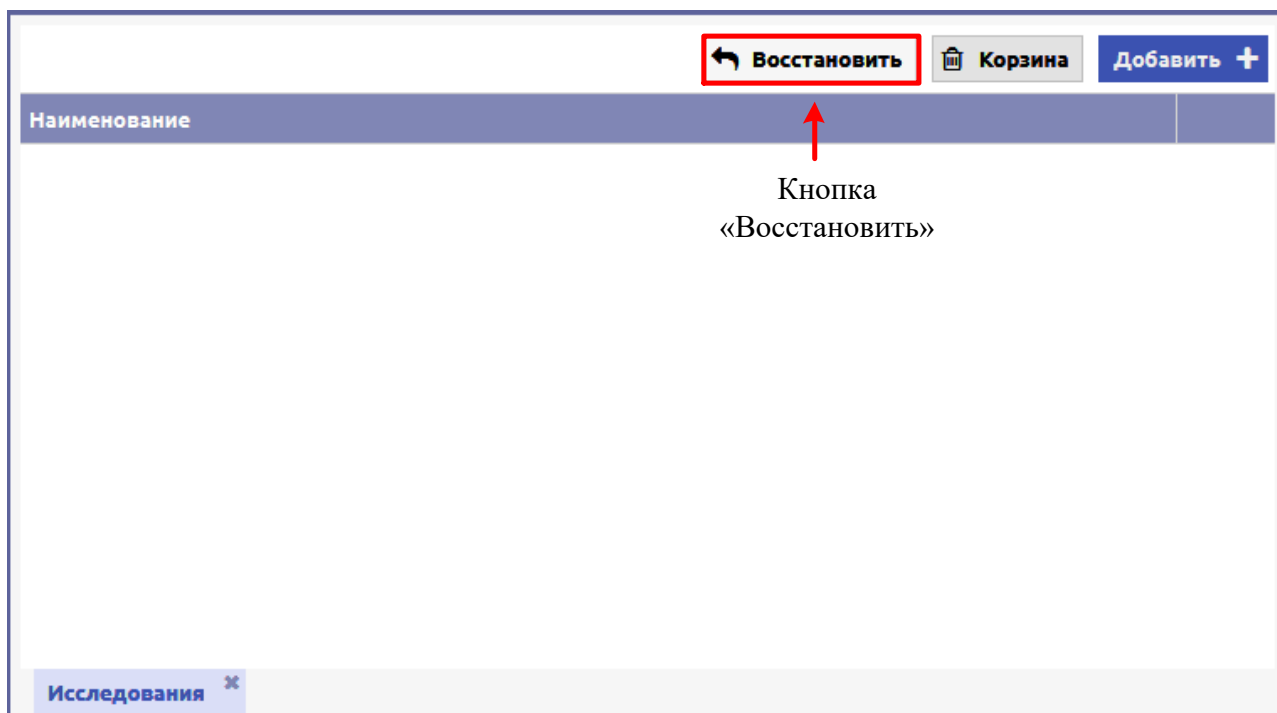 Восстановить Корзина Добавить
Наименование
Кнопка
«Восстановить»
Исследования